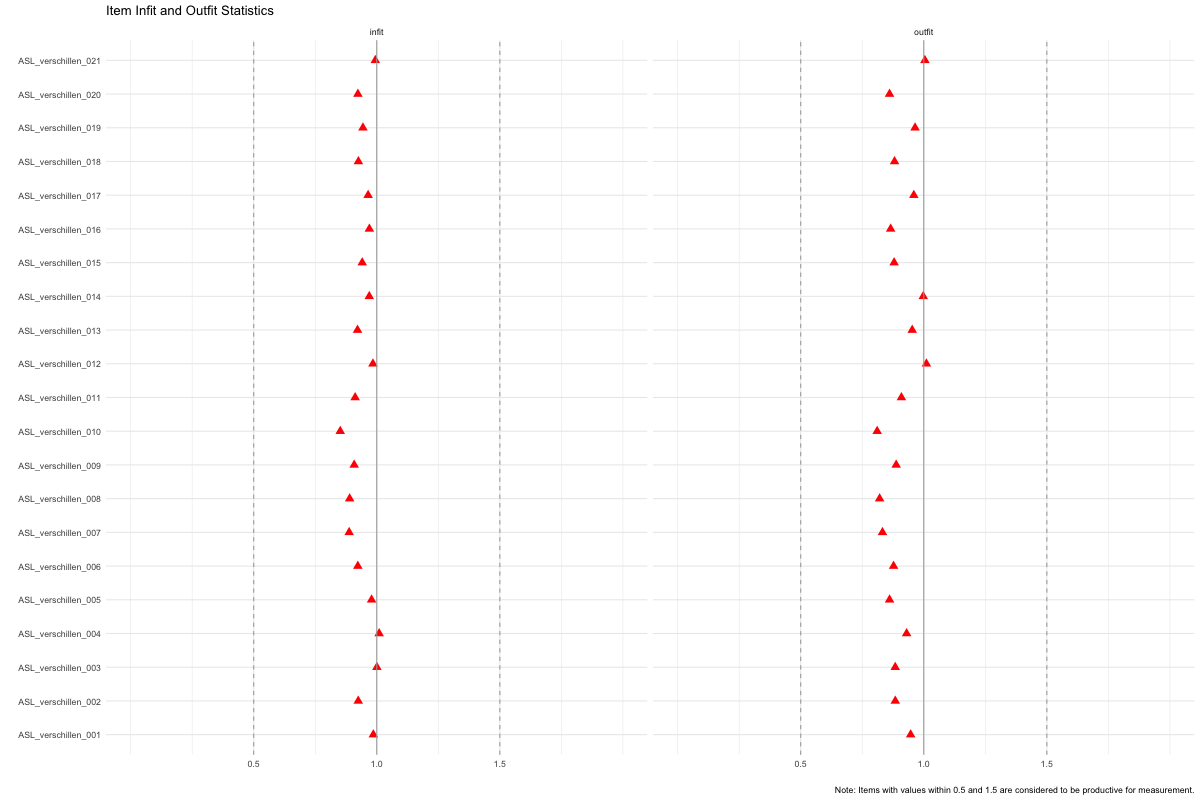 Item Infit and Outfit Statistics
infit
outfit
ASL_verschillen_021
ASL_verschillen_020
ASL_verschillen_019
ASL_verschillen_018
ASL_verschillen_017
ASL_verschillen_016
ASL_verschillen_015
ASL_verschillen_014
ASL_verschillen_013
ASL_verschillen_012
ASL_verschillen_011
ASL_verschillen_010
ASL_verschillen_009
ASL_verschillen_008
ASL_verschillen_007
ASL_verschillen_006
ASL_verschillen_005
ASL_verschillen_004
ASL_verschillen_003
ASL_verschillen_002
ASL_verschillen_001
0.5 1.0 1.5 0.5 1.0 1.5
Note: Items with values within 0.5 and 1.5 are considered to be productive for measurement.